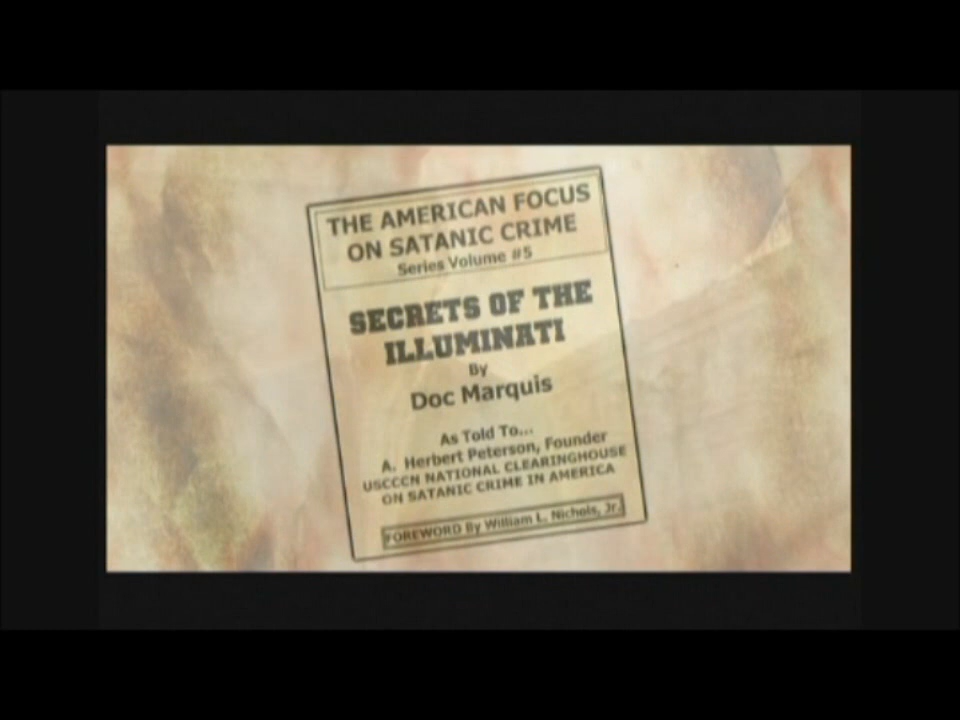 THE AMERICAN FOCUS
ON SATANIC CRIME
Series Volume #5
SECRETS OF THE
ILLUMINATI
By
Doc Marquis
As Told To...
A. Herbert Peterson, Founder
USCCCN NATIONAL CLEARINGHOUSE
ON SATANIC CRIME IN AMERICA
FOREWORD By William L. Nichols, Jr.